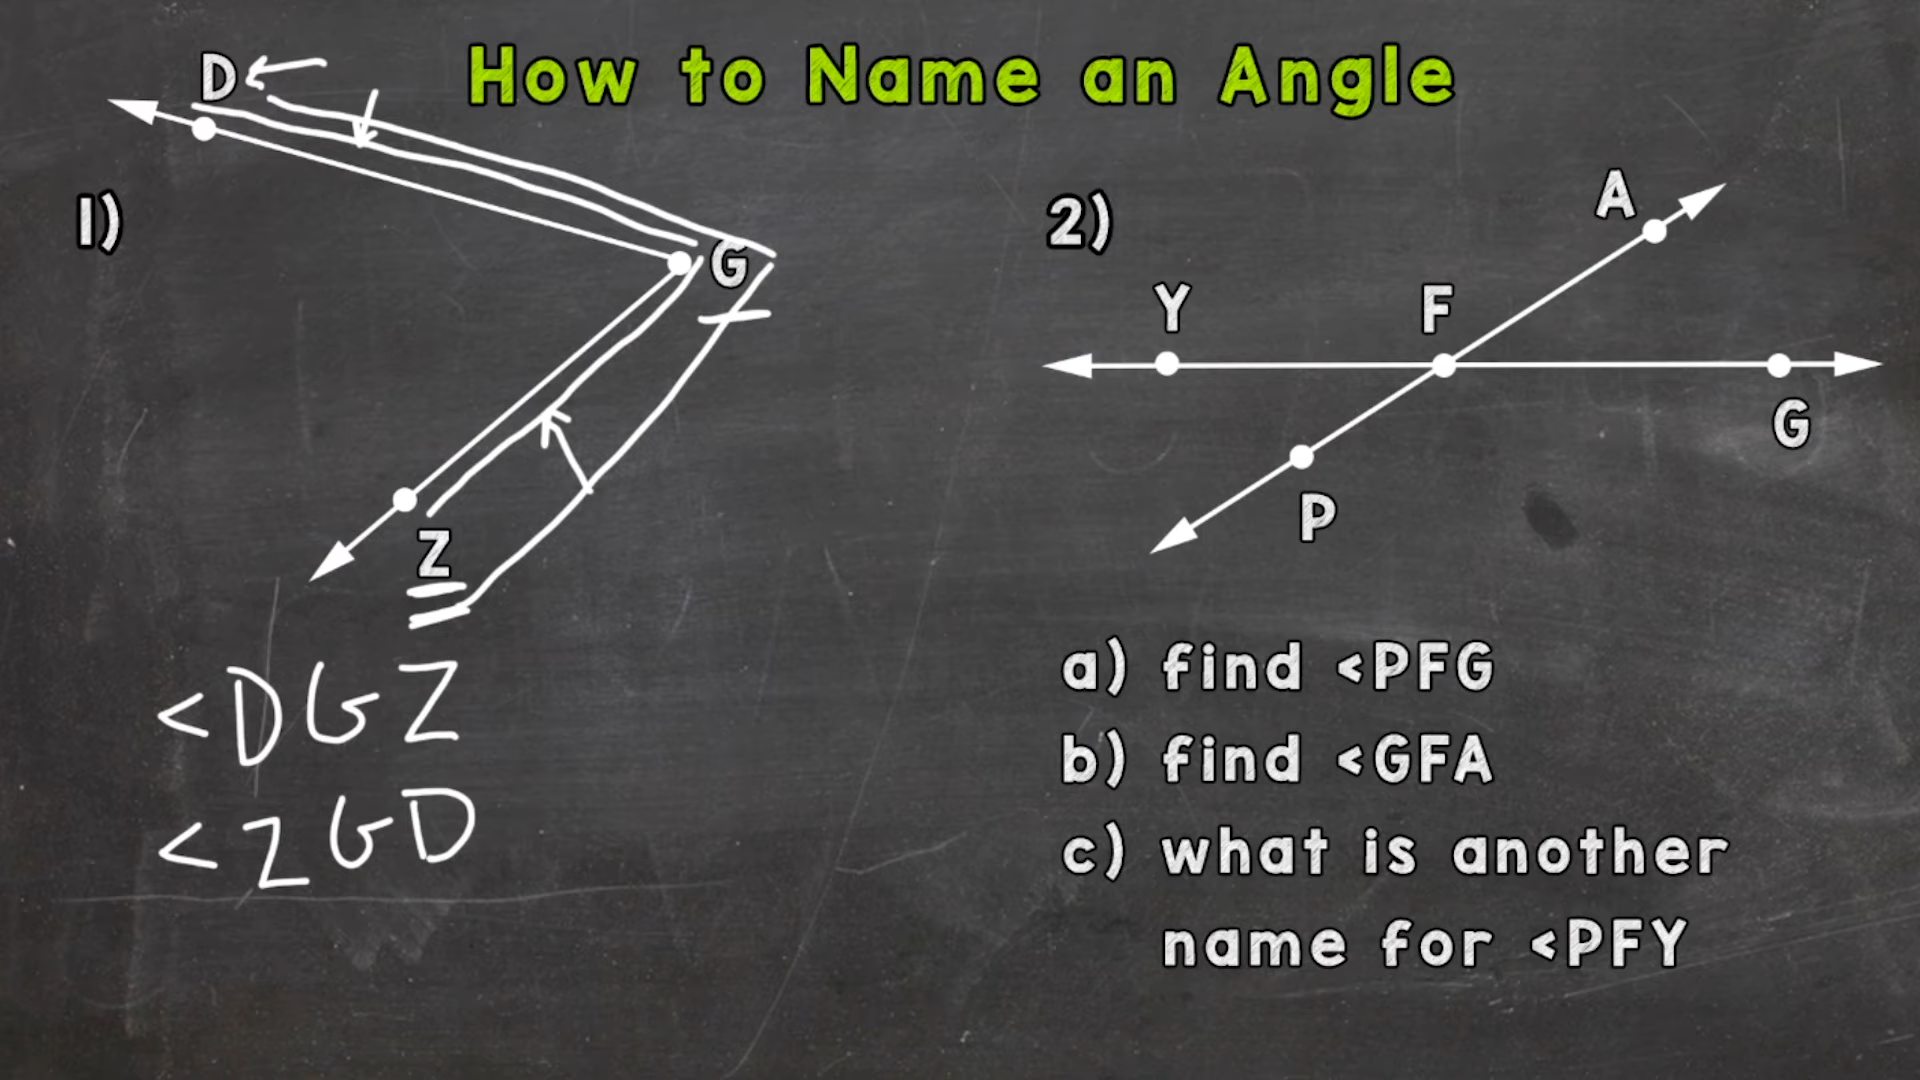 How to Name an Angle
1)
D
G
Z
<DGZ
<ZGD
2)
A
Y
F
G
P
a) find <PFG
b) find <GFA
c) what is another
name for <PFY